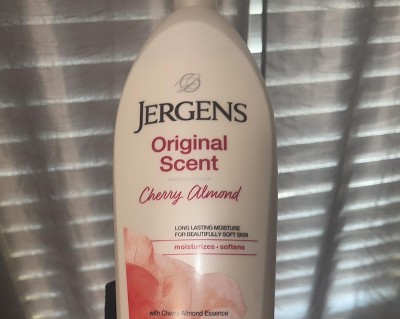 JERGENS
Original
Scent
Cherry Almond
LONG LASTING MOISTURE
FOR BEAUTIFULLY SOFT SKIN
moisturizes • softens
with Cherry Almond Essence